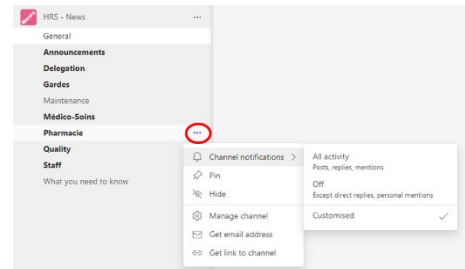 HRS - News
General
Announcements
Delegation
Gardes
Maintenance
Médico-Soins
Pharmacie
Quality
Staff
What you need to know
Channel notifications
Pin
Hide
Manage channel
Get email address
Get link to channel
All activity
Posts, replies, mentions
Off
Except direct replies, personal mentions
Customised